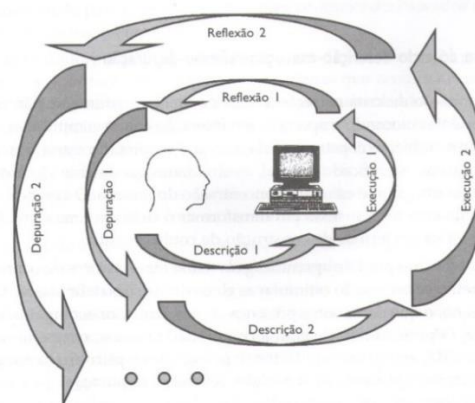 Reflexão 2
Reflexão 1
Depuração 2
Depuração 1
Execução 1
Execução 2
Descrição 1
Descrição 2